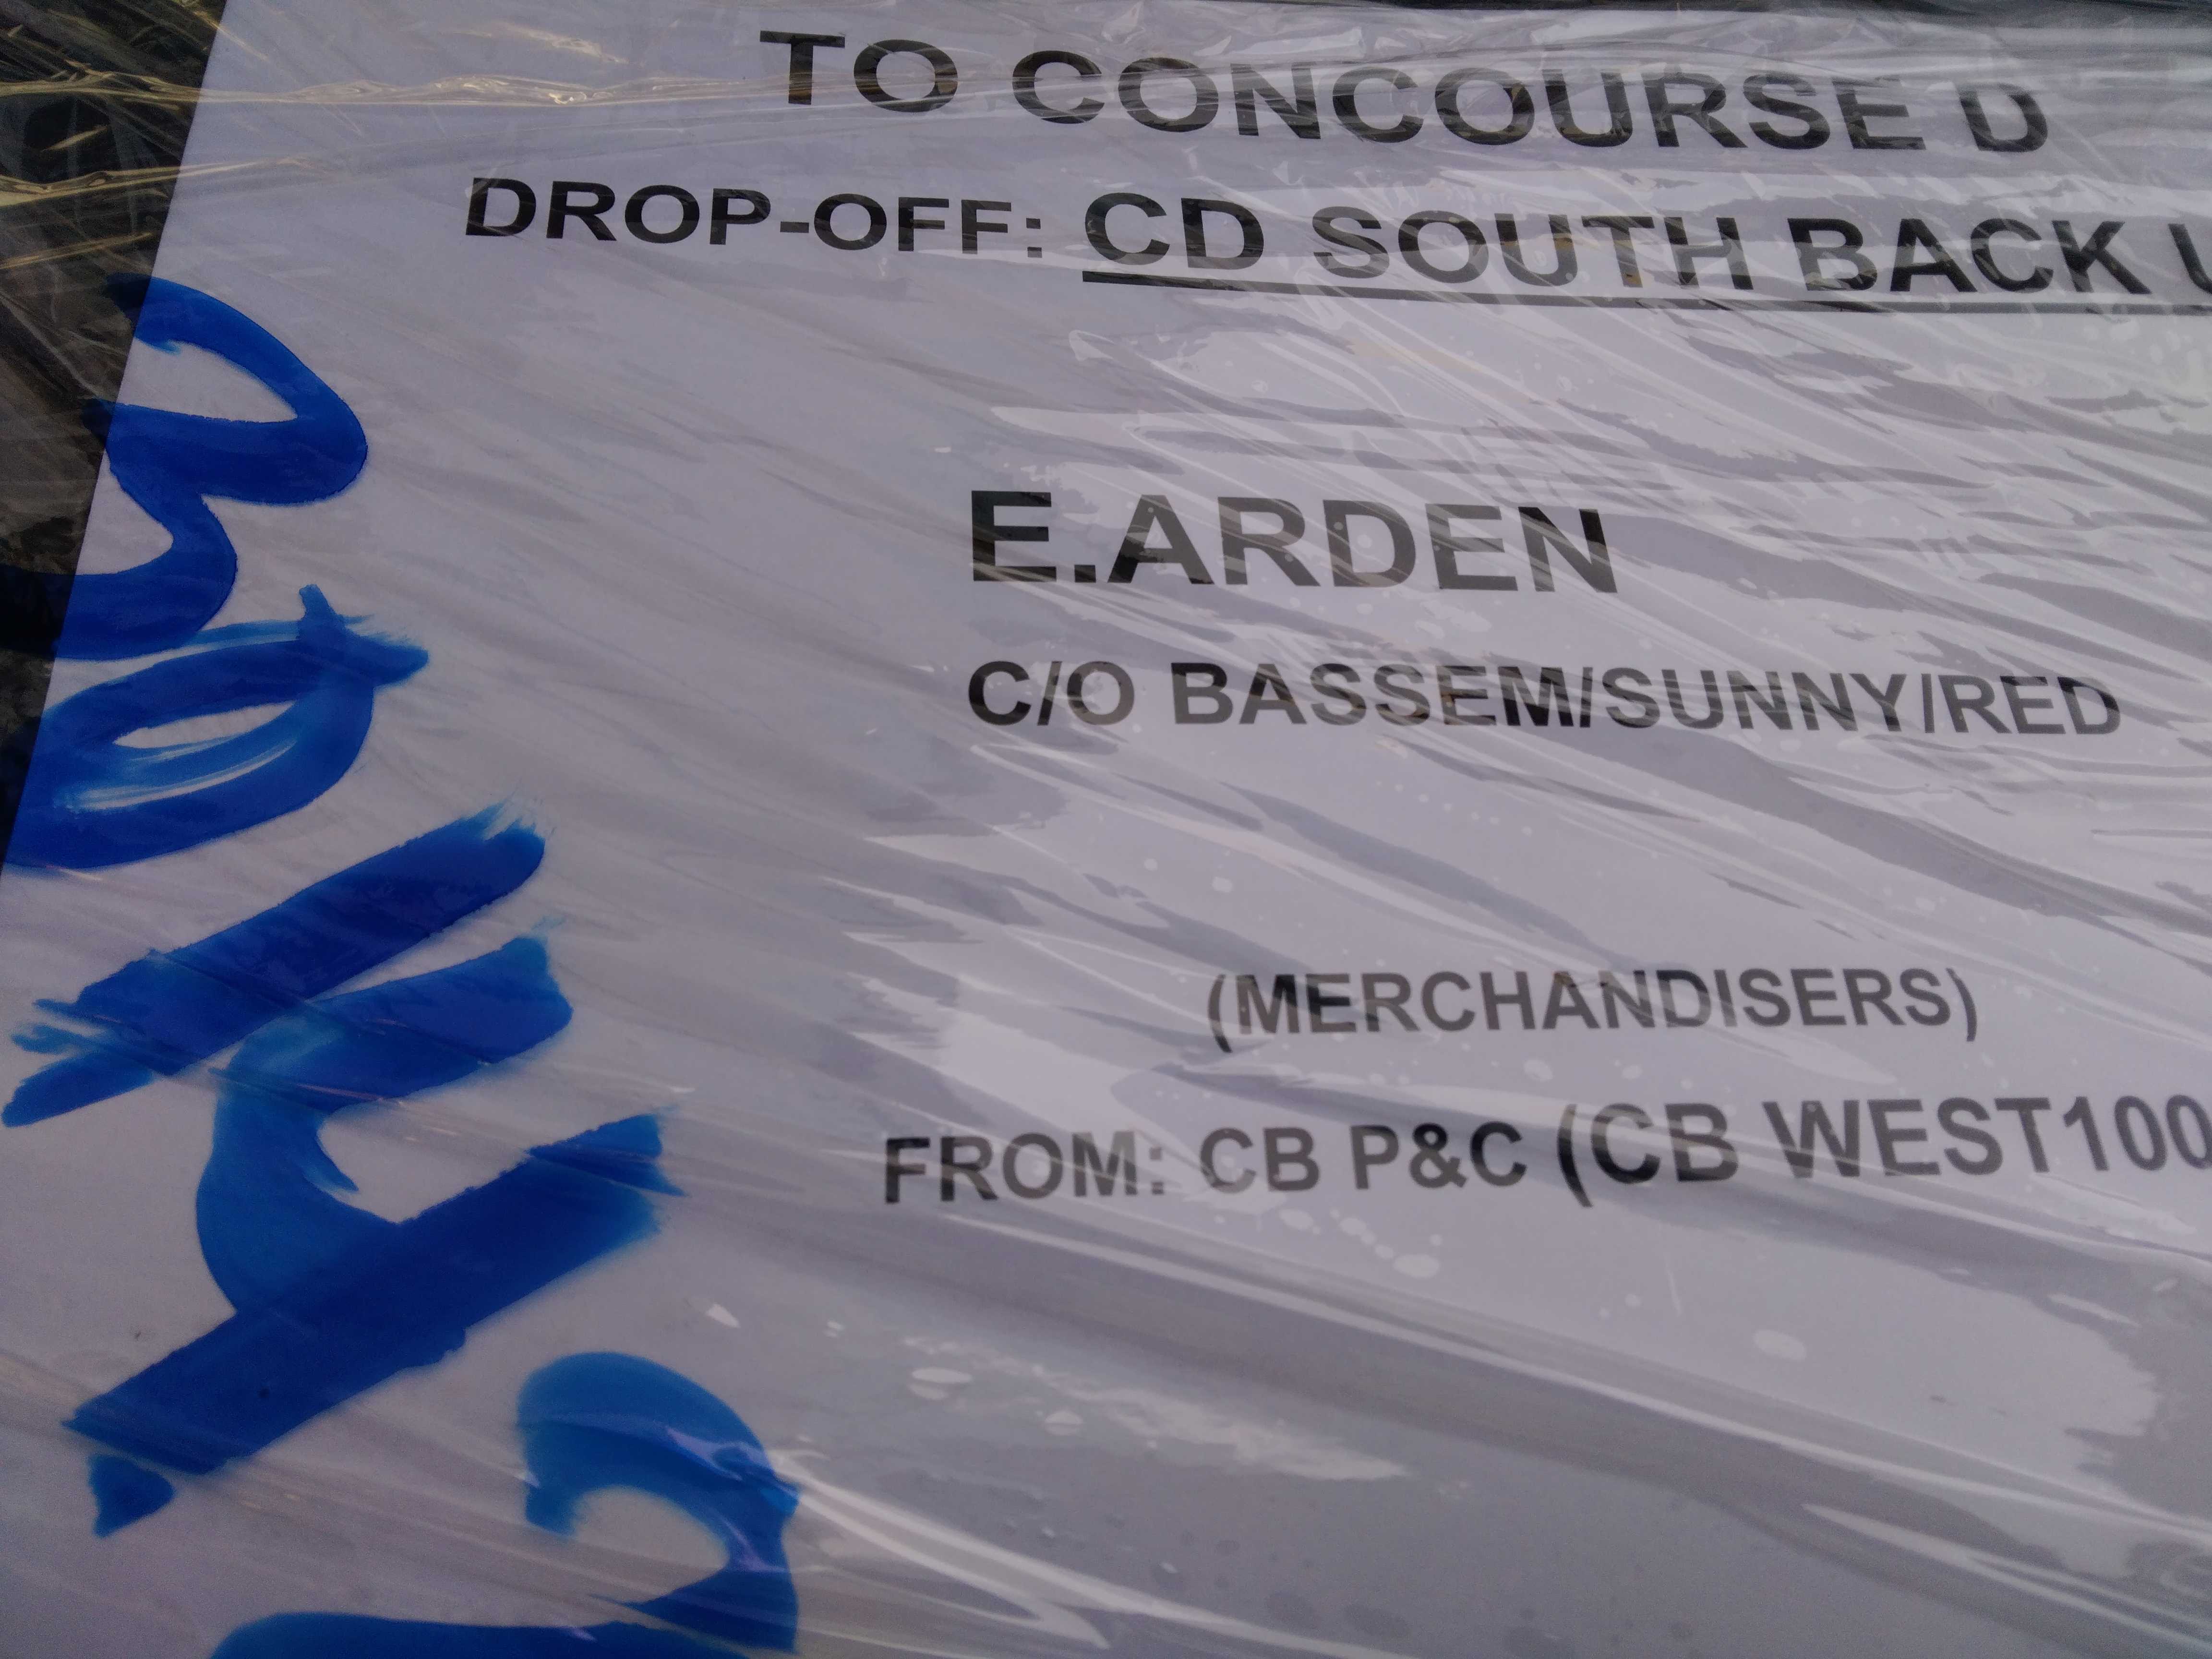 TO CONCOURSE D
DROP-OFF: CD SOUTH BACK
E.ARDEN
C/O BASSEM/SUNNY/RED
(MERCHANDISERS)
FROM: CB P&C (CB WEST100